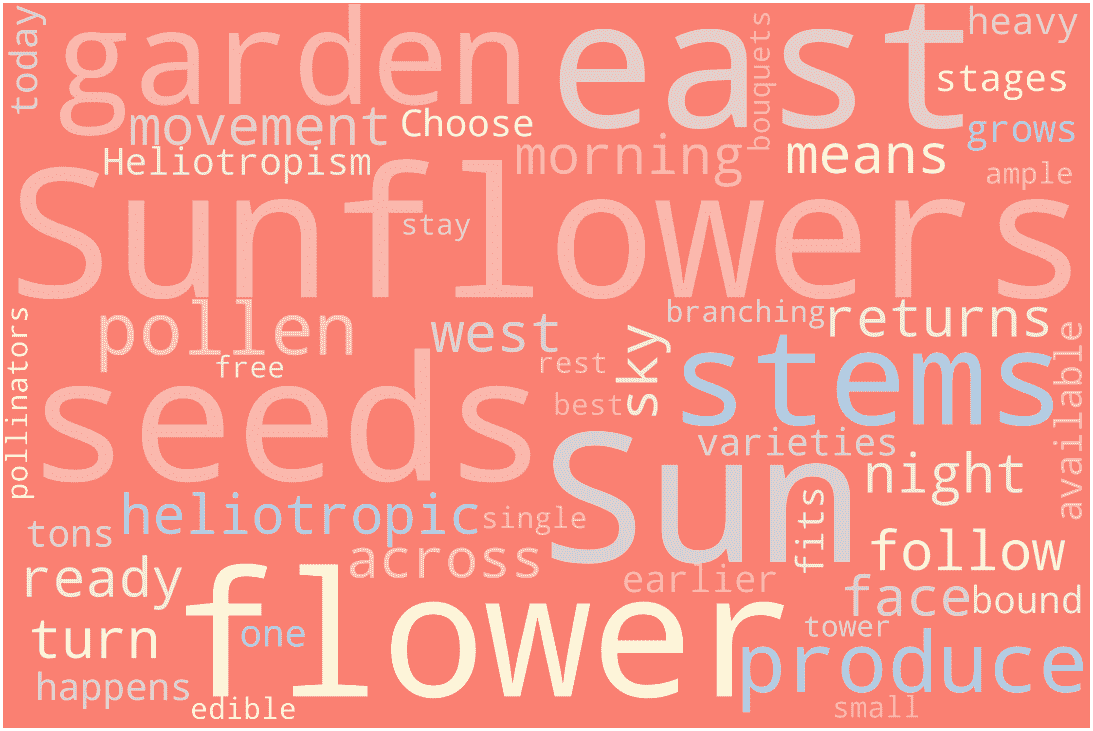 today
garden
east
bouquets
heavy
stages
movement
Choose
grows
Heliotropism
morning
means
ample
Sunflowers
stay
pollinators
pollen
west
branching
returns
free
rest
sky
stems
available
seeds
best
Sun
varieties
night
heliotropic
single
fits
tons
across
follow
ready
earlier
face
bound
flower
turn
one
tower
produce
happens
edible
small